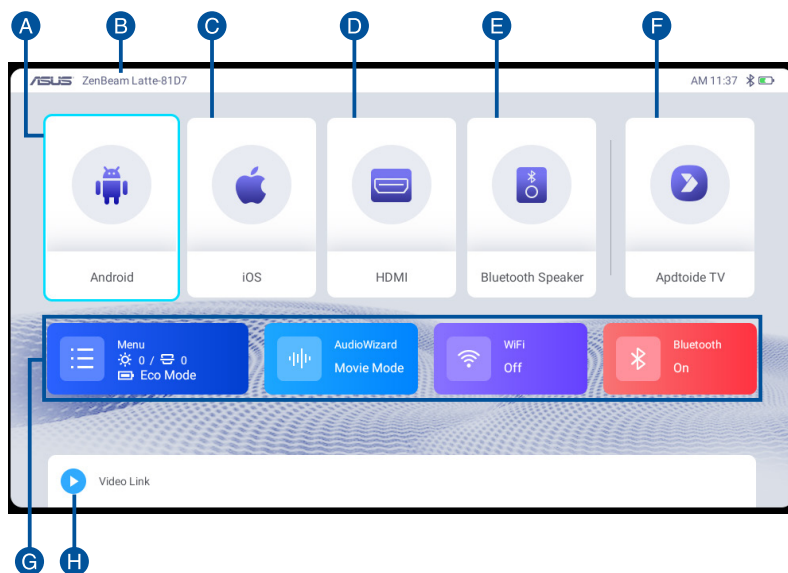 A B C D E F
ASUS ZenBeam Latte-81D7 AM 11:37
Android iOS HDMI Bluetooth Speaker Apdtoide TV
Menu
0 / 0
Eco Mode
AudioWizard
Movie Mode
WiFi
Off
Bluetooth
On
Video Link
G H